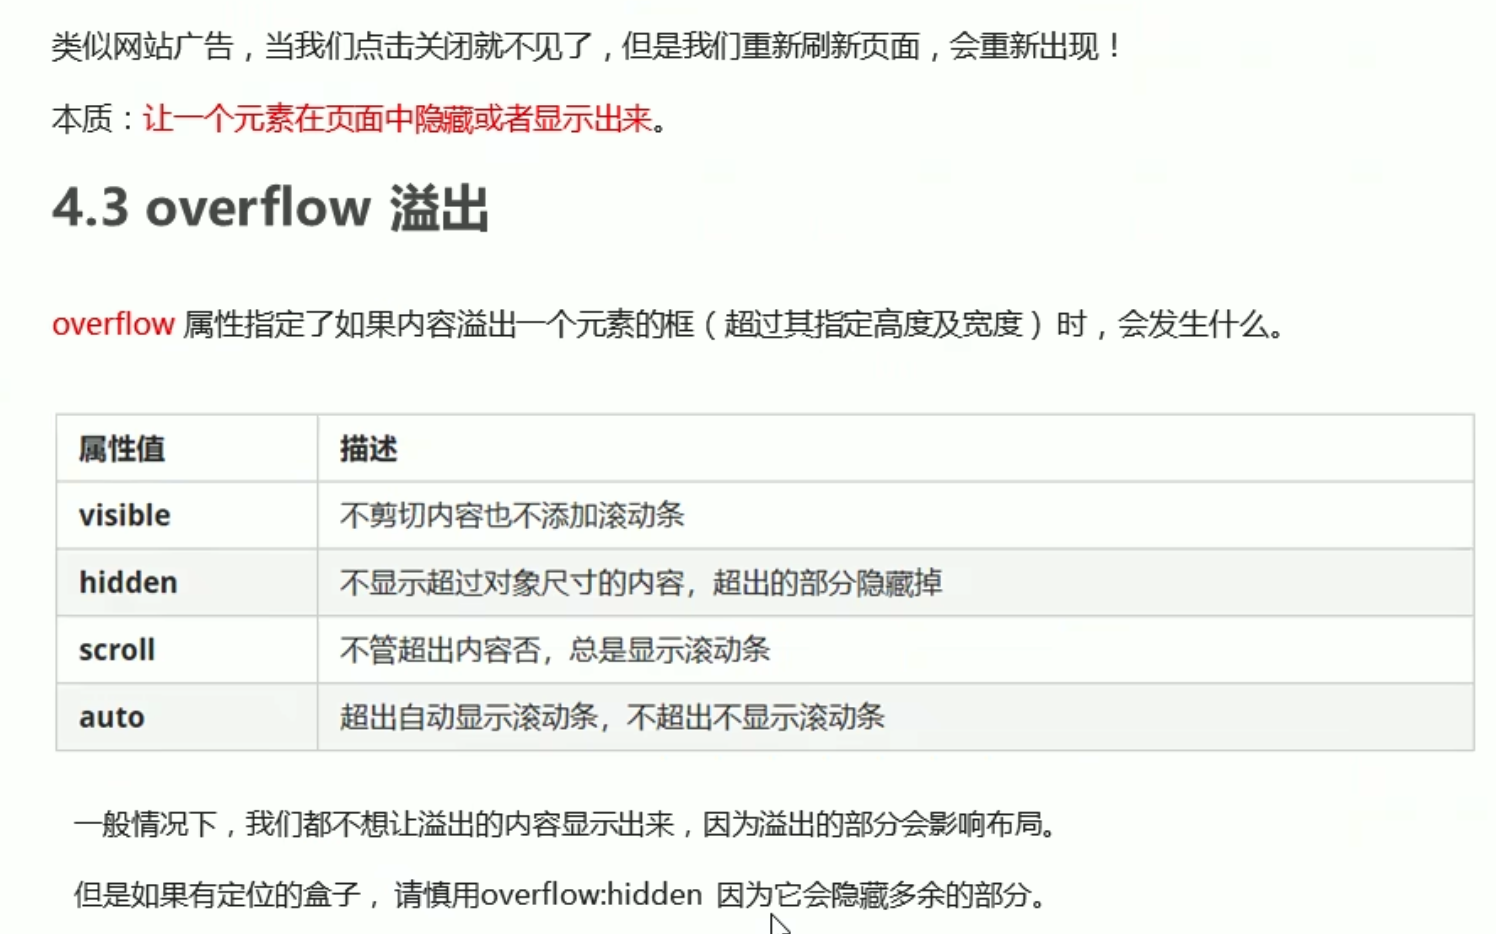 类似网站广告，当我们点击关闭就不见了，但是我们重新刷新页面，会重新出现！
本质：让一个元素在页面中隐藏或者显示出来。
4.3 overflow 溢出
overflow 属性指定了如果内容溢出一个元素的框（超过其指定高度及宽度）时，会发生什么。
属性值 描述
visible 不剪切内容也不添加滚动条
hidden 不显示超过对象尺寸的内容，超出的部分隐藏掉
scroll 不管超出内容否，总是显示滚动条
auto 超出自动显示滚动条，不超出不显示滚动条
一般情况下，我们都不想让溢出的内容显示出来，因为溢出的部分会影响布局。
但是如果有定位的盒子，请慎用overflow:hidden 因为它会隐藏多余的部分。